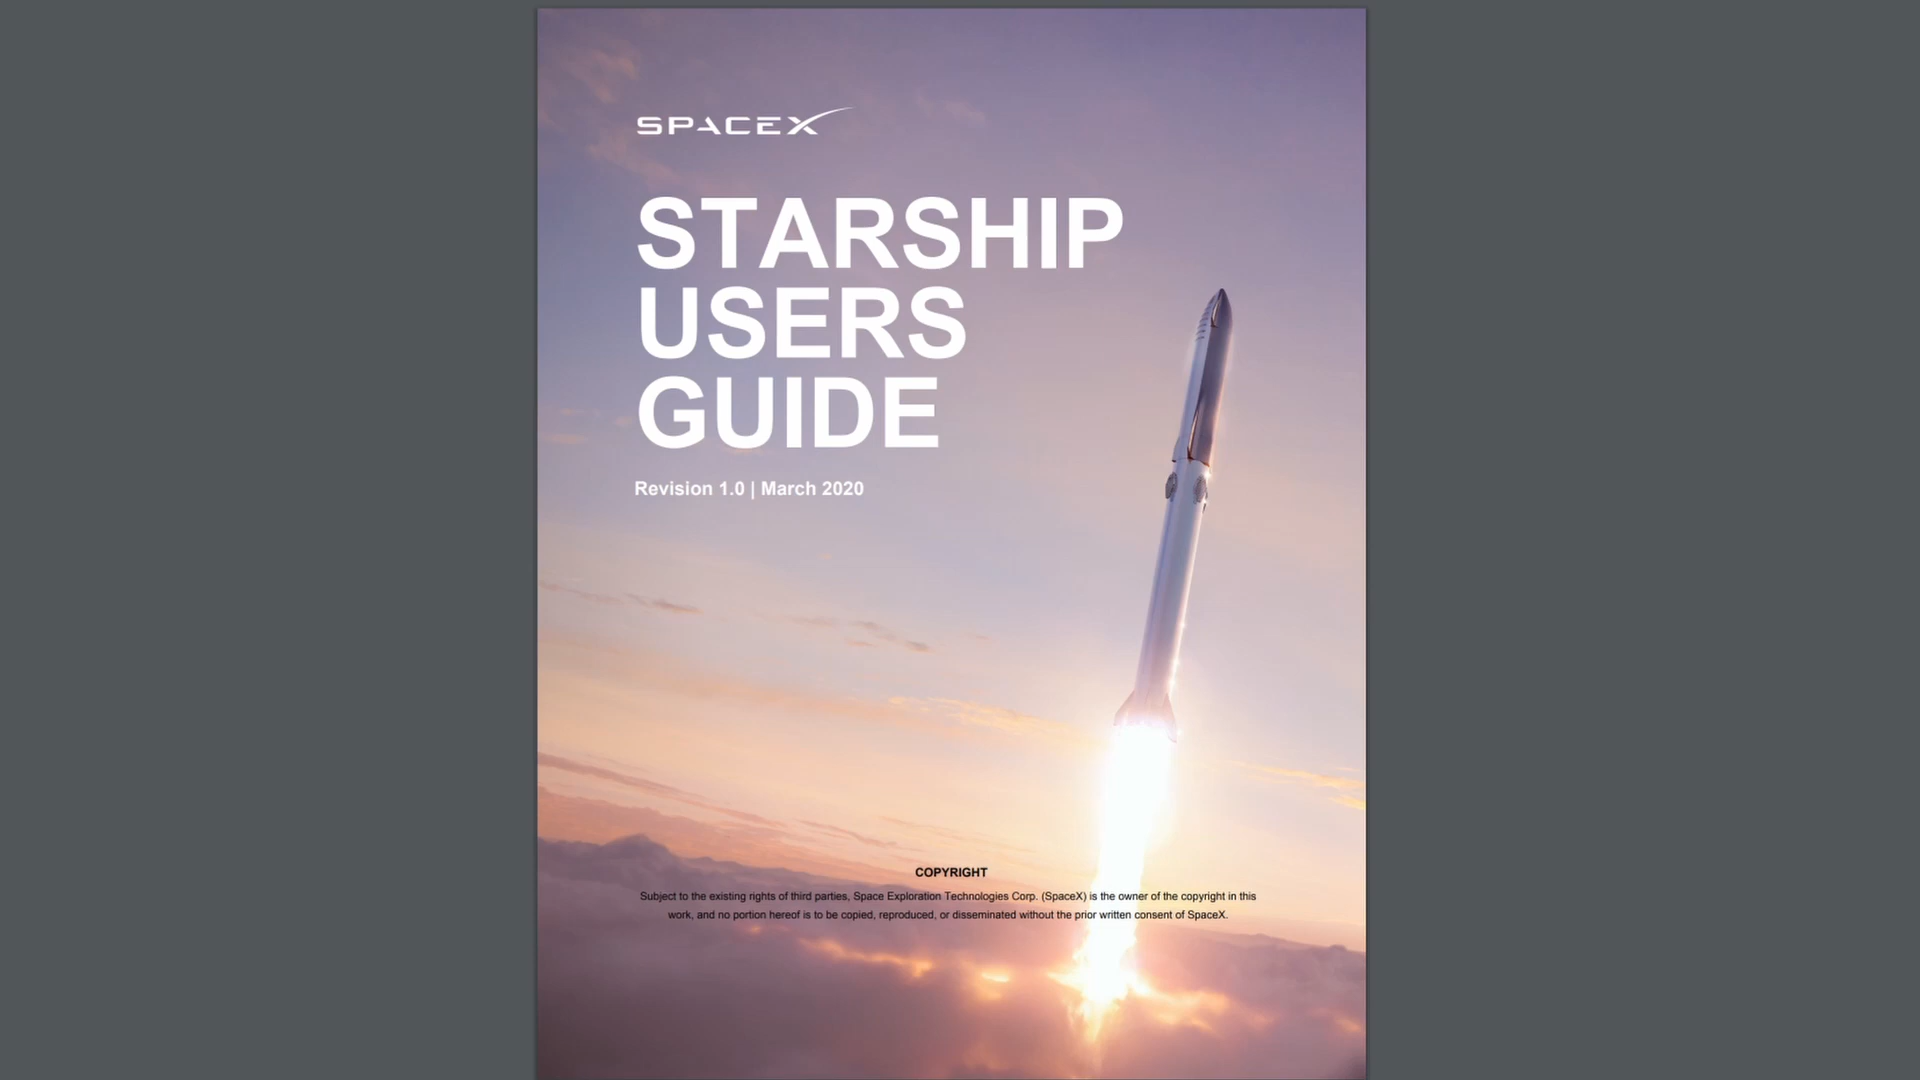 SPACEX
STARSHIP
USERS
GUIDE
Revision 1.0 | March 2020
COPYRIGHT
Subject to the existing rights of third parties, Space Exploration Technologies Corp. (SpaceX) is the owner of the copyright in this
work, and no portion hereof is to be copied, reproduced, or disseminated without the prior written consent of SpaceX.